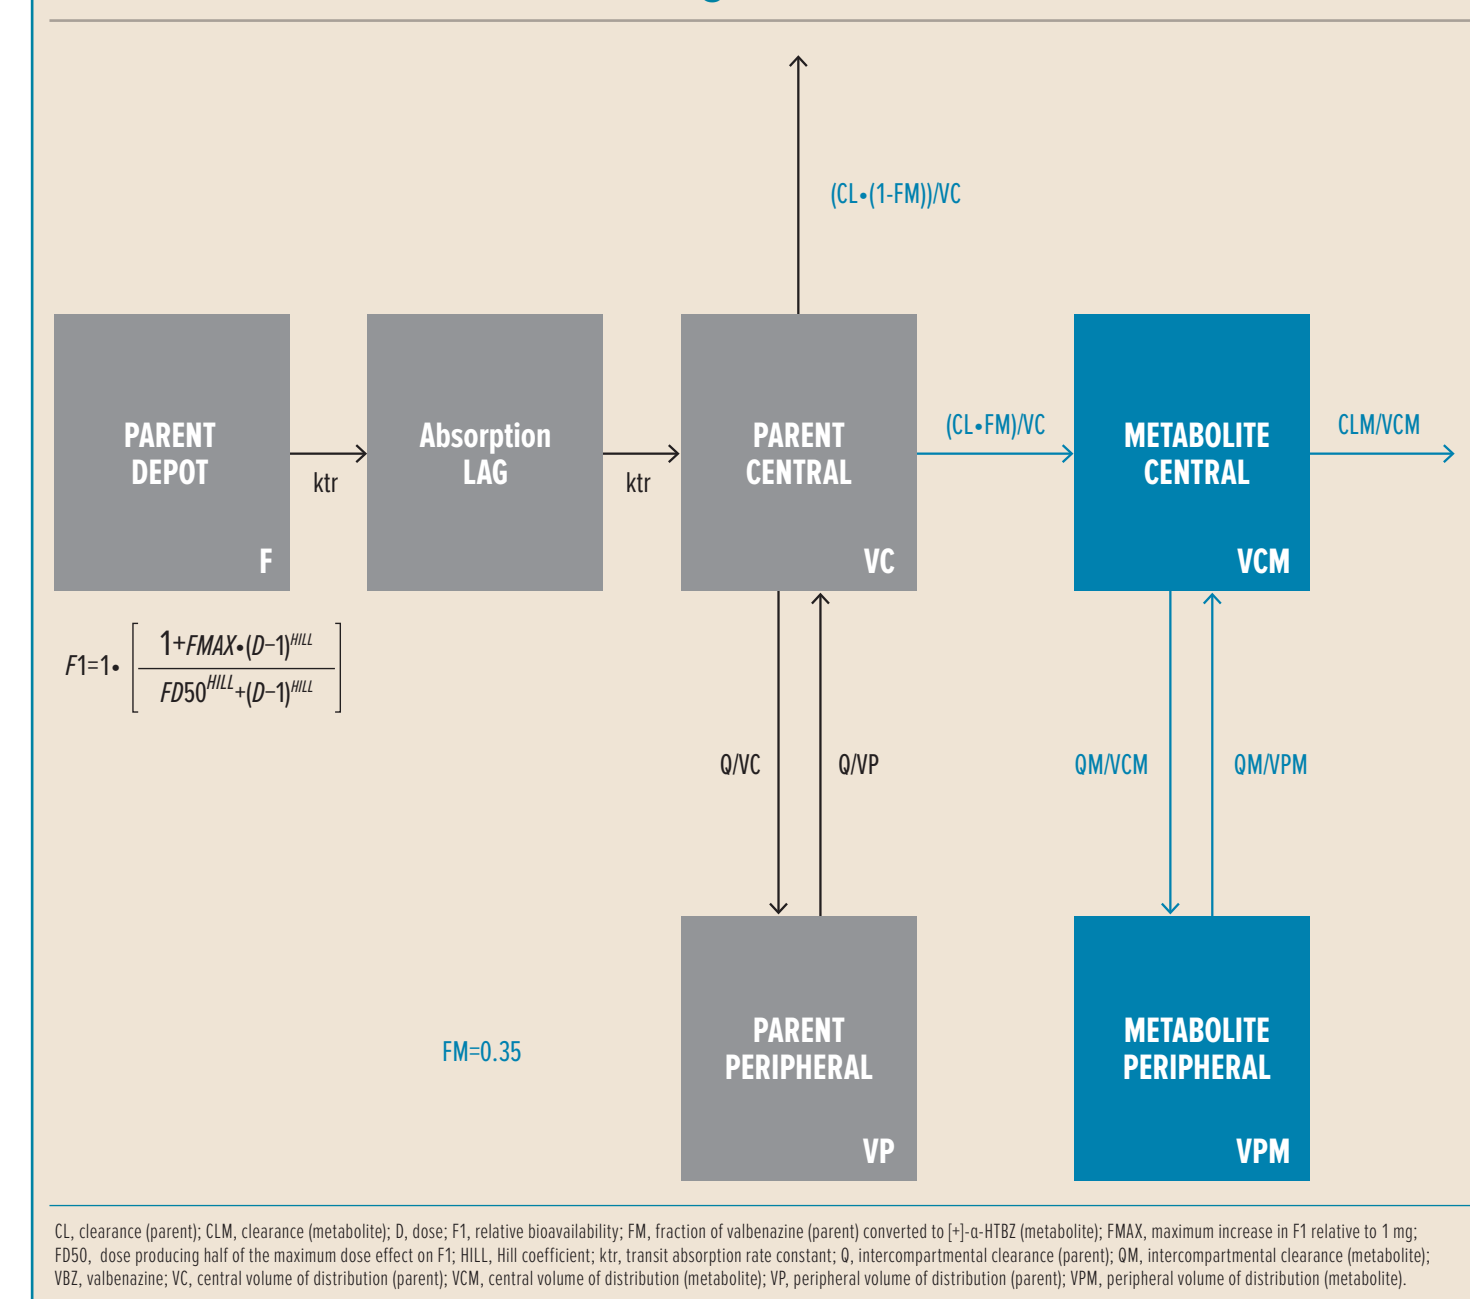 (CL•(1-FM))/VC
PARENT
DEPOT
F
ktr
Absorption
LAG
ktr
PARENT
CENTRAL
VC
(CL•FM)/VC
METABOLITE
CENTRAL
VCM
CLM/VCM
F1=1• [ 1+FMAX•(D−1)^HILL
FD50^HILL+(D−1)^HILL ]
Q/VC
Q/VP
QM/VCM
QM/VPM
FM=0.35
PARENT
PERIPHERAL
VP
METABOLITE
PERIPHERAL
VPM
CL, clearance (parent); CLM, clearance (metabolite); D, dose; F1, relative bioavailability; FM, fraction of valbenazine (parent) converted to [+]-α-HTBZ (metabolite); FMAX, maximum increase in F1 relative to 1 mg;
FD50, dose producing half of the maximum dose effect on F1; HILL, Hill coefficient; ktr, transit absorption rate constant; Q, intercompartmental clearance (parent); QM, intercompartmental clearance (metabolite);
VBZ, valbenazine; VC, central volume of distribution (parent); VCM, central volume of distribution (metabolite); VP, peripheral volume of distribution (parent); VPM, peripheral volume of distribution (metabolite).